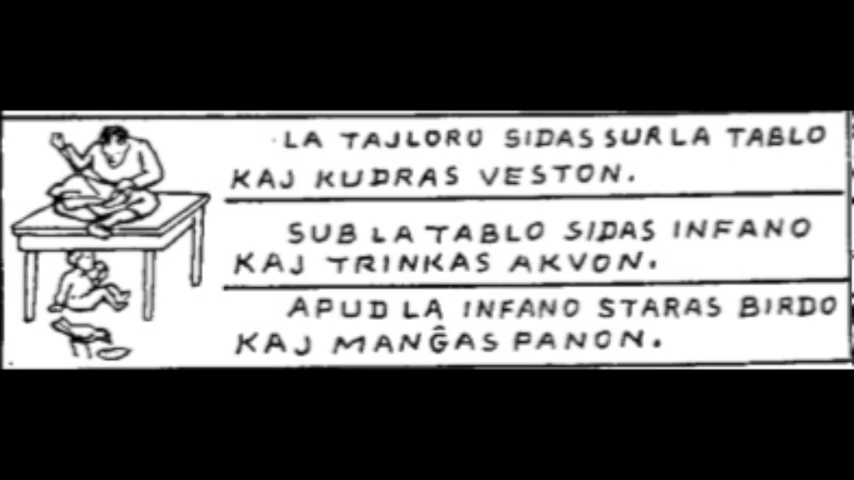 LA TAJLORO SIDAS SUR LA TABLO
KAJ KUDRAS VESTON.
SUB LA TABLO SIDAS INFANO
KAJ TRINKAS AKVON.
APUD LA INFANO STARAS BIRDO
KAJ MANĜAS PANON.